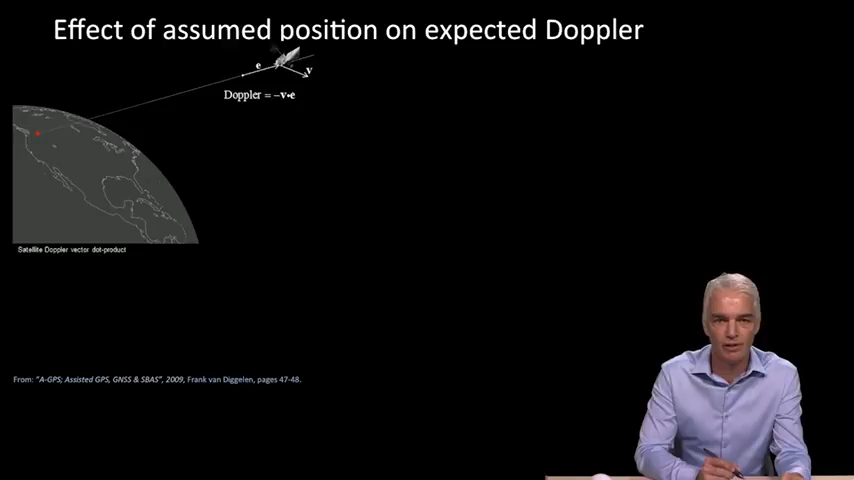 Effect of assumed position on expected Doppler
e
v
Doppler = −v•e
Satellite Doppler vector dot-product
From: "A-GPS; Assisted GPS, GNSS & SBAS", 2009, Frank van Diggelen, pages 47-48.